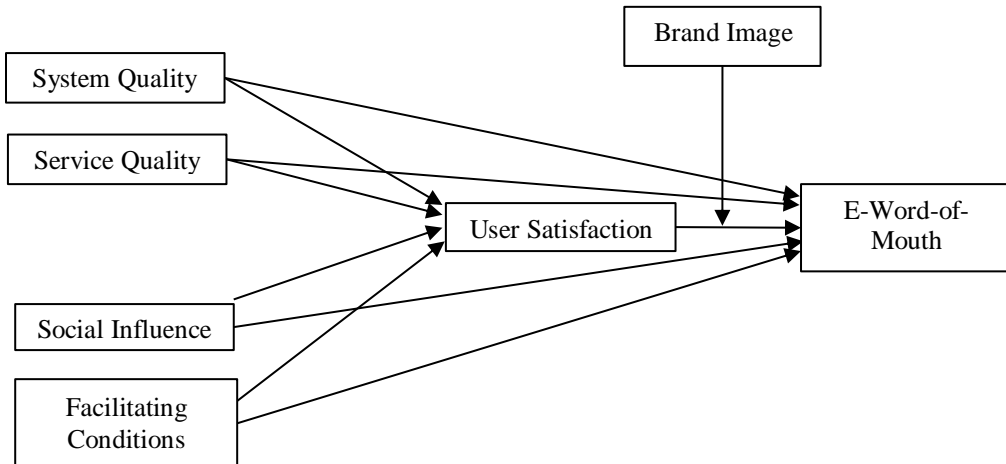 Brand Image
System Quality
Service Quality
User Satisfaction
E-Word-of-
Mouth
Social Influence
Facilitating
Conditions